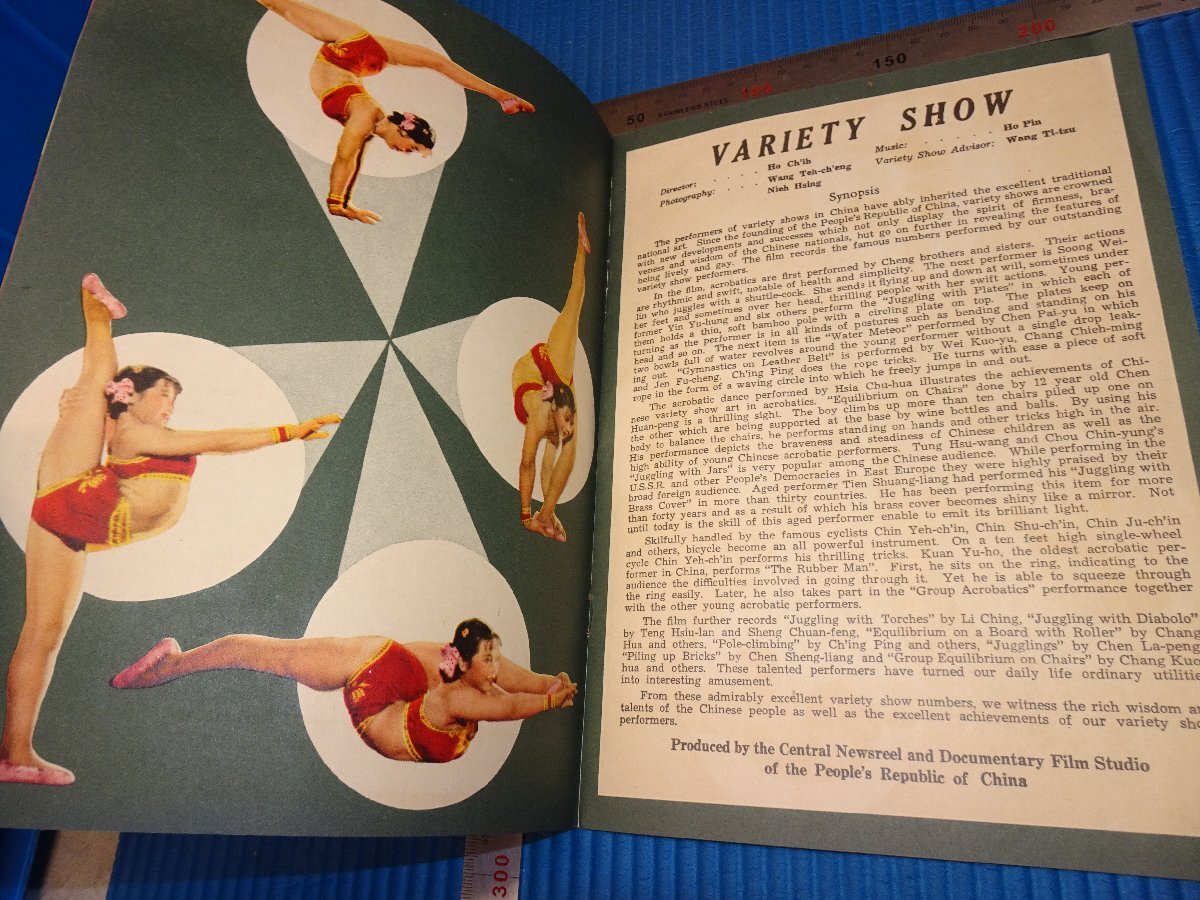 50
STAINLESS STEEL
100
150
200
VARIETY SHOW
Director: . . . . . Ho Ch'ih
Photography: . . . Wang Teh-ch'eng
Nieh Hsing
Music: . . . . . Ho Pin
Variety Show Advisor: Wang Ti-tzu
Synopsis
The performers of variety shows in China have ably inherited the excellent traditional
national art. Since the founding of the People's Republic of China, variety shows are crowned
with new developments and successes which not only display the spirit of firmness, bra-
veness and wisdom of the Chinese nationals, but go on further in revealing the features of
being lively and gay. The film records the famous numbers performed by our outstanding
variety show performers.
In the film, acrobatics are first performed by Cheng brothers and sisters. Their actions
are rhythmic and swift, notable of health and simplicity. The next performer is Soong Wei-
lin who juggles with a shuttle-cock. She sends it flying up and down at will, sometimes under
her feet and sometimes over her head, thrilling people with her swift actions. Young per-
former Yin Yu-hung and six others perform the "Juggling with Plates" in which each of
them holds a thin, soft bamboo pole with a circling plate on top. The plates keep on
turning as the performer is in all kinds of postures such as bending and standing on his
head and so on. The next item is the "Water Meteor" performed by Chen Pai-yu in which
two bowls full of water revolves around the young performer without a single drop leak-
ing out. "Gymnastics on Leather Belt" is performed by Wei Kuo-yu, Chang Chieh-ming
and Jen Fu-cheng. Ch'ing Ping does the rope tricks. He turns with ease a piece of soft
rope in the form of a waving circle into which he freely jumps in and out.
The acrobatic dance performed by Hsia Chu-hua illustrates the achievements of Chi-
nese variety show art in acrobatics. "Equilibrium on Chairs" done by 12 year old Chen
Huan-peng is a thrilling sight. The boy climbs up more than ten chairs piled up one on
the other which are being supported at the base by wine bottles and balls. By using his
body to balance the chairs, he performs standing on hands and other tricks high in the air.
His performance depicts the braveness and steadiness of Chinese children as well as the
high ability of young Chinese acrobatic performers. Tung Hsu-wang and Chou Chin-yung's
"Juggling with Jars" is very popular among the Chinese audience. While performing in the
U.S.S.R. and other People's Democracies in East Europe they were highly praised by their
broad foreign audience. Aged performer Tien Shuang-liang had performed his "Juggling with
Brass Cover" in more than thirty countries. He has been performing this item for more
than forty years and as a result of which his brass cover becomes shiny like a mirror. Not
until today is the skill of this aged performer enable to emit its brilliant light.
Skilfully handled by the famous cyclists Chin Yeh-ch'in, Chin Shu-ch'in, Chin Ju-ch'in
and others, bicycle become an all powerful instrument. On a ten feet high single-wheel
cycle Chin Yeh-ch'in performs his thrilling tricks. Kuan Yu-ho, the oldest acrobatic per-
former in China, performs "The Rubber Man". First, he sits on the ring, indicating to the
audience the difficulties involved in going through it. Yet he is able to squeeze through
the ring easily. Later, he also takes part in the "Group Acrobatics" performance together
with the other young acrobatic performers.
The film further records "Juggling with Torches" by Li Ching, "Juggling with Diabolo"
by Teng Hsiu-lan and Sheng Chuan-feng, "Equilibrium on a Board with Roller" by Chang
Hua and others, "Pole-climbing" by Ch'ing Ping and others, "Jugglings" by Chen La-peng
"Piling up Bricks" by Chen Sheng-liang and "Group Equilibrium on Chairs" by Chang Kuo
hua and others. These talented performers have turned our daily life ordinary utilitie
into interesting amusement.
From these admirably excellent variety show numbers, we witness the rich wisdom an
talents of the Chinese people as well as the excellent achievements of our variety sho
performers.
Produced by the Central Newsreel and Documentary Film Studio
of the People's Republic of China
300